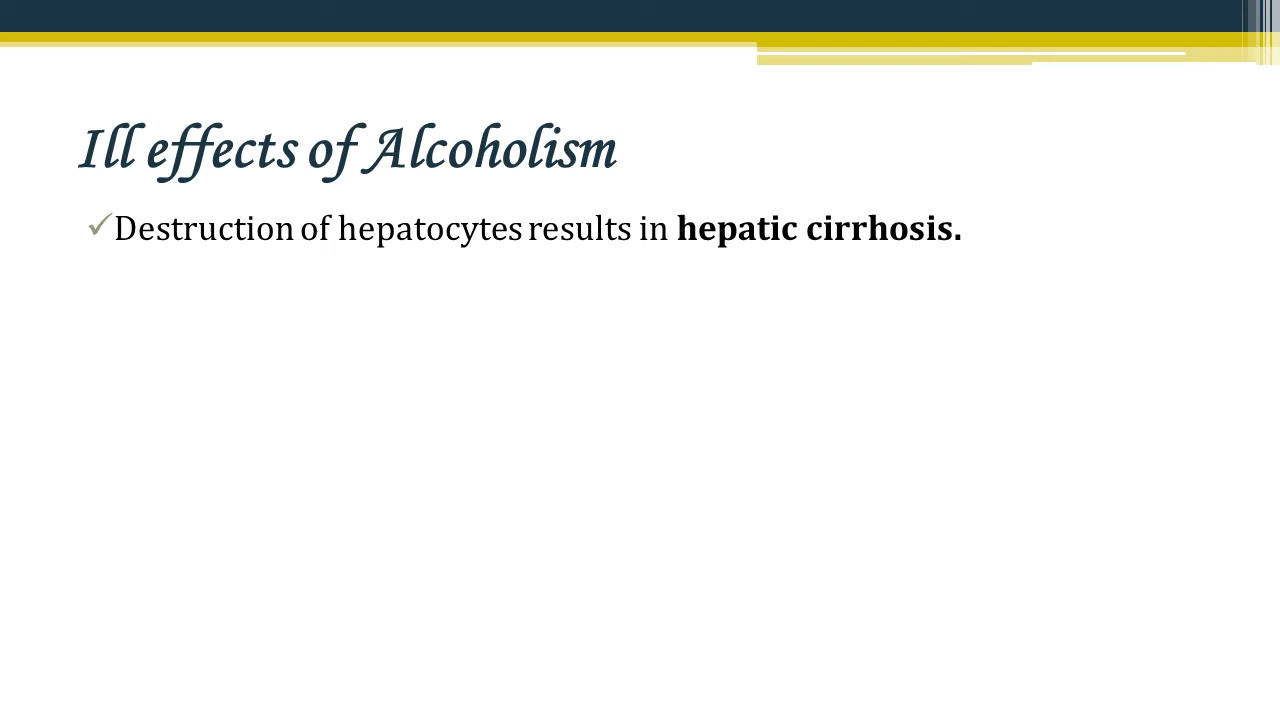 Ill effects of Alcoholism
✓Destruction of hepatocytes results in hepatic cirrhosis.